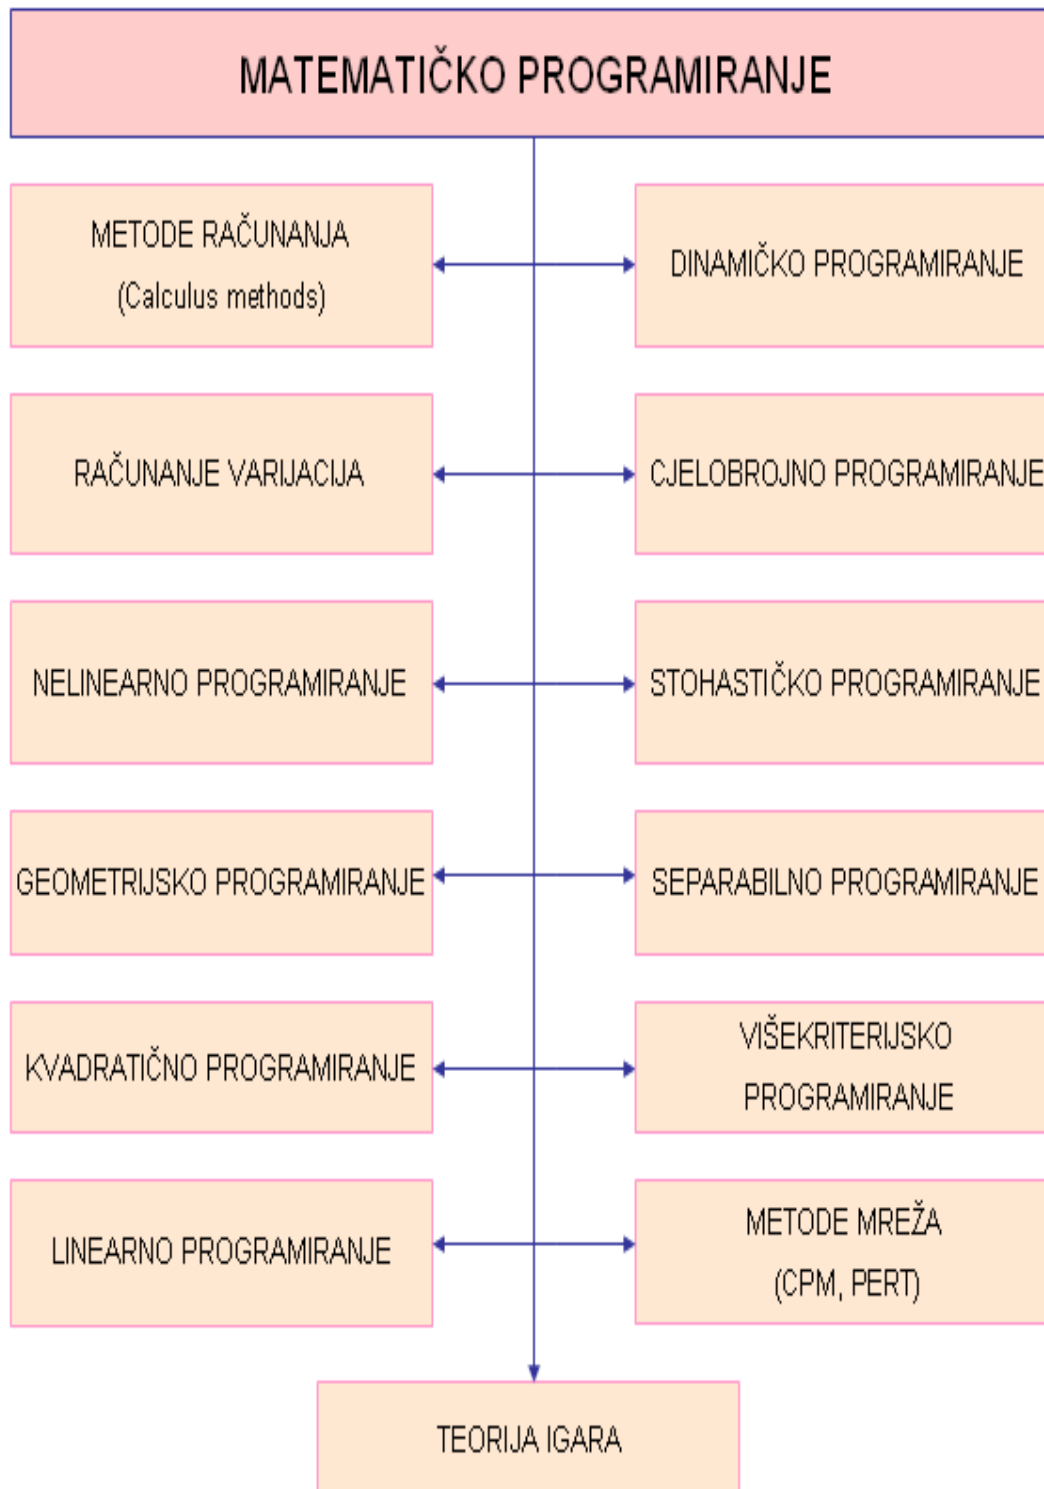 MATEMATIČKO PROGRAMIRANJE
METODE RAČUNANJA
(Calculus methods)
DINAMIČKO PROGRAMIRANJE
RAČUNANJE VARIJACIJA
CJELOBROJNO PROGRAMIRANJE
NELINEARNO PROGRAMIRANJE
STOHASTIČKO PROGRAMIRANJE
GEOMETRIJSKO PROGRAMIRANJE
SEPARABILNO PROGRAMIRANJE
KVADRATIČNO PROGRAMIRANJE
VIŠEKRITERIJSKO
PROGRAMIRANJE
LINEARNO PROGRAMIRANJE
METODE MREŽA
(CPM, PERT)
TEORIJA IGARA